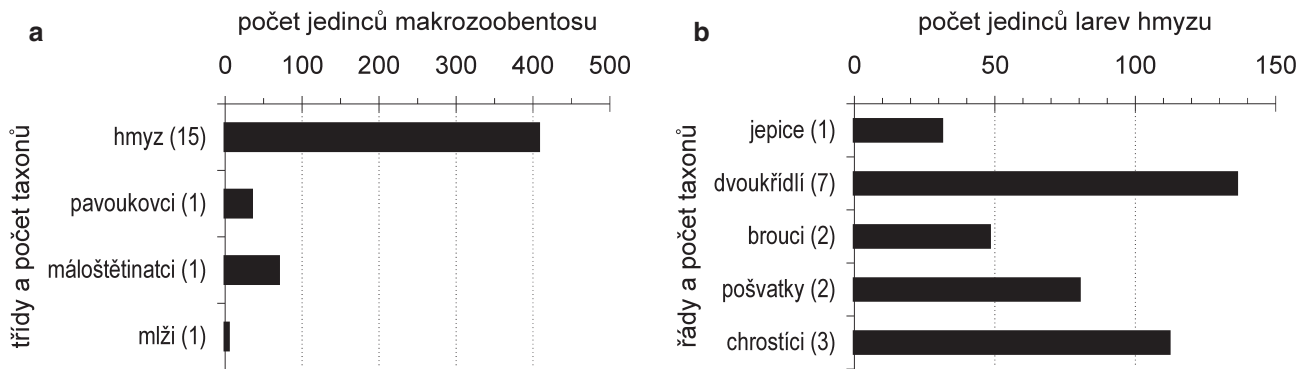 a
počet jedinců makrozoobentosu
0 100 200 300 400 500
třídy a počet taxonů
hmyz (15)
pavoukovci (1)
máloštětinatci (1)
mlži (1)
b
počet jedinců larev hmyzu
0 50 100 150
řády a počet taxonů
jepice (1)
dvoukřídlí (7)
brouci (2)
pošvatky (2)
chrostíci (3)